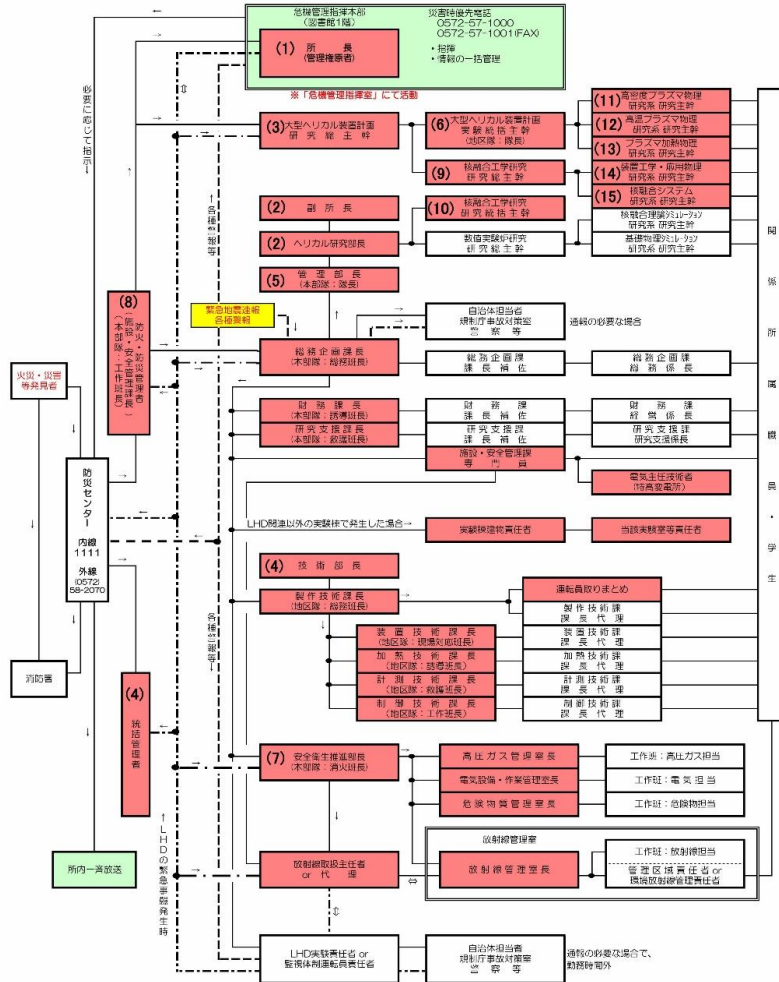 危機管理指揮本部
(図書館1階)
災害時優先電話
0572-57-1000
0572-57-1001(FAX)
・指揮
・情報の一括管理
(1) 所 長
(管理権原者)
※「危機管理指揮室」にて活動
必要に応じて指示→
(3)大型ヘリカル装置計画
研 究 総 主 幹
(6)大型ヘリカル装置計画
実 験 統 括 主 幹
(地区隊:隊長)
(11)高密度プラズマ物理
研究系 研究主幹
(12)高温プラズマ物理
研究系 研究主幹
(13)プラズマ加熱物理
研究系 研究主幹
(9) 核融合工学研究
研 究 総 主 幹
(14)装置工学・応用物理
研究系 研究主幹
(15)核融合システム
研究系 研究主幹
(2) 副 所 長
(10) 核融合工学研究
研 究 統 括 主 幹
核融合理論シミュレーション
研究系 研究主幹
(2)ヘリカル研究部長
数値実験炉研究
研 究 総 主 幹
基礎物理シミュレーション
研究系 研究主幹
(5) 管 理 部 長
(本部隊:隊長)
緊急地震速報
各種警報
自治体担当者
規制庁事故対策室
警 察 等
通報の必要な場合
(8)
防火・防災管理者
(施設・安全管理課長)
(本部隊:工作班長)
総務企画課長
(本部隊:総務班長)
総 務 企 画 課
課 長 補 佐
総 務 企 画 課
総 務 係 長
火災・災害
等発見者
財 務 課 長
(本部隊:誘導班長)
財 務 課
課 長 補 佐
財 務 課
経 営 係 長
研 究 支 援 課 長
(本部隊:救護班長)
研 究 支 援 課
課 長 補 佐
研 究 支 援 課
研究支援係長
施設・安全管理課
専 門 員
電気主任技術者
(特高変電所)
防災センター
内線
1111
外線
(0572)
58-2070
LHD関連以外の実験棟で発生した場合→
実験棟建物責任者
当該実験室等責任者
(4) 技 術 部 長
製 作 技 術 課 長
(地区隊:総務班長)
運転員取りまとめ
製 作 技 術 課
課 長 代 理
装 置 技 術 課 長
(地区隊:現場対応班長)
装 置 技 術 課
課 長 代 理
加 熱 技 術 課 長
(地区隊:誘導班長)
加 熱 技 術 課
課 長 代 理
計 測 技 術 課 長
(地区隊:救護班長)
計 測 技 術 課
課 長 代 理
制 御 技 術 課 長
(地区隊:工作班長)
制 御 技 術 課
課 長 代 理
消防署
(4)
統括管理者
(7)安全衛生推進部長
(本部隊:消火班長)
高 圧 ガ ス 管 理 室 長
工作班:高圧ガス担当
電気設備・作業管理室長
工作班:電 気 担 当
危 険 物 質 管 理 室 長
工作班:危険物担当
←LHDの緊急事態発生時
放射線管理室
所内一斉放送
放射線取扱主任者
or 代 理
放 射 線 管 理 室 長
工作班:放射線担当
管理区域責任者 or
環境放射線管理責任者
LHD実験責任者 or
監視体制運転員責任者
自治体担当者
規制庁事故対策室
警 察 等
通報の必要な場合で、
勤務時間外
関 係 所 属 職 員 ・ 学 生